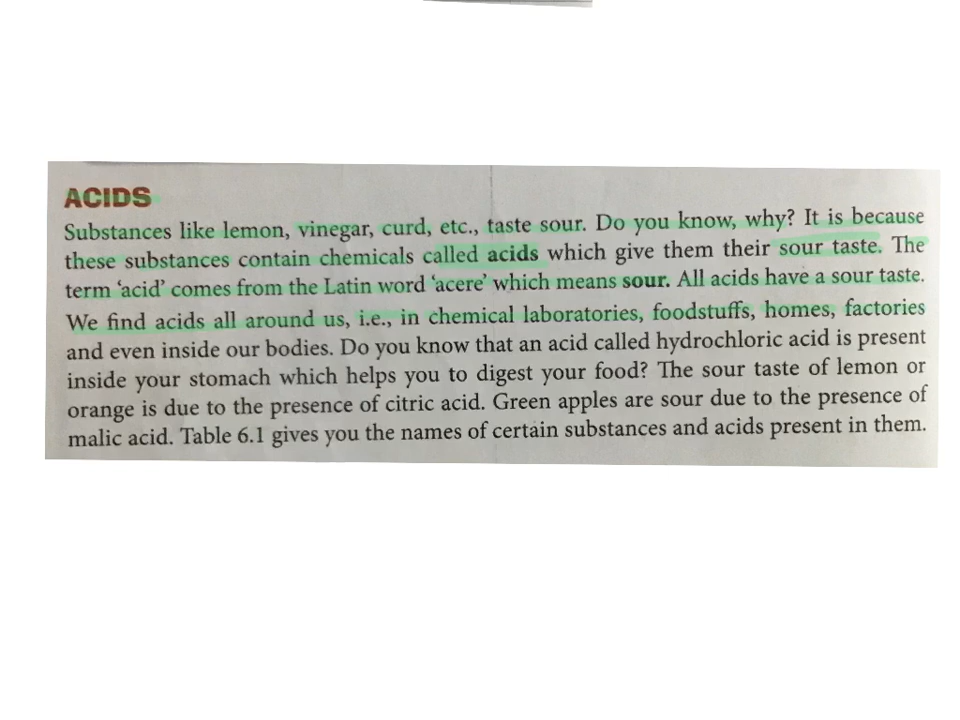 ACIDS
Substances like lemon, vinegar, curd, etc., taste sour. Do you know, why? It is because
these substances contain chemicals called acids which give them their sour taste. The
term ‘acid’ comes from the Latin word ‘acere’ which means sour. All acids have a sour taste.
We find acids all around us, i.e., in chemical laboratories, foodstuffs, homes, factories
and even inside our bodies. Do you know that an acid called hydrochloric acid is present
inside your stomach which helps you to digest your food? The sour taste of lemon or
orange is due to the presence of citric acid. Green apples are sour due to the presence of
malic acid. Table 6.1 gives you the names of certain substances and acids present in them.